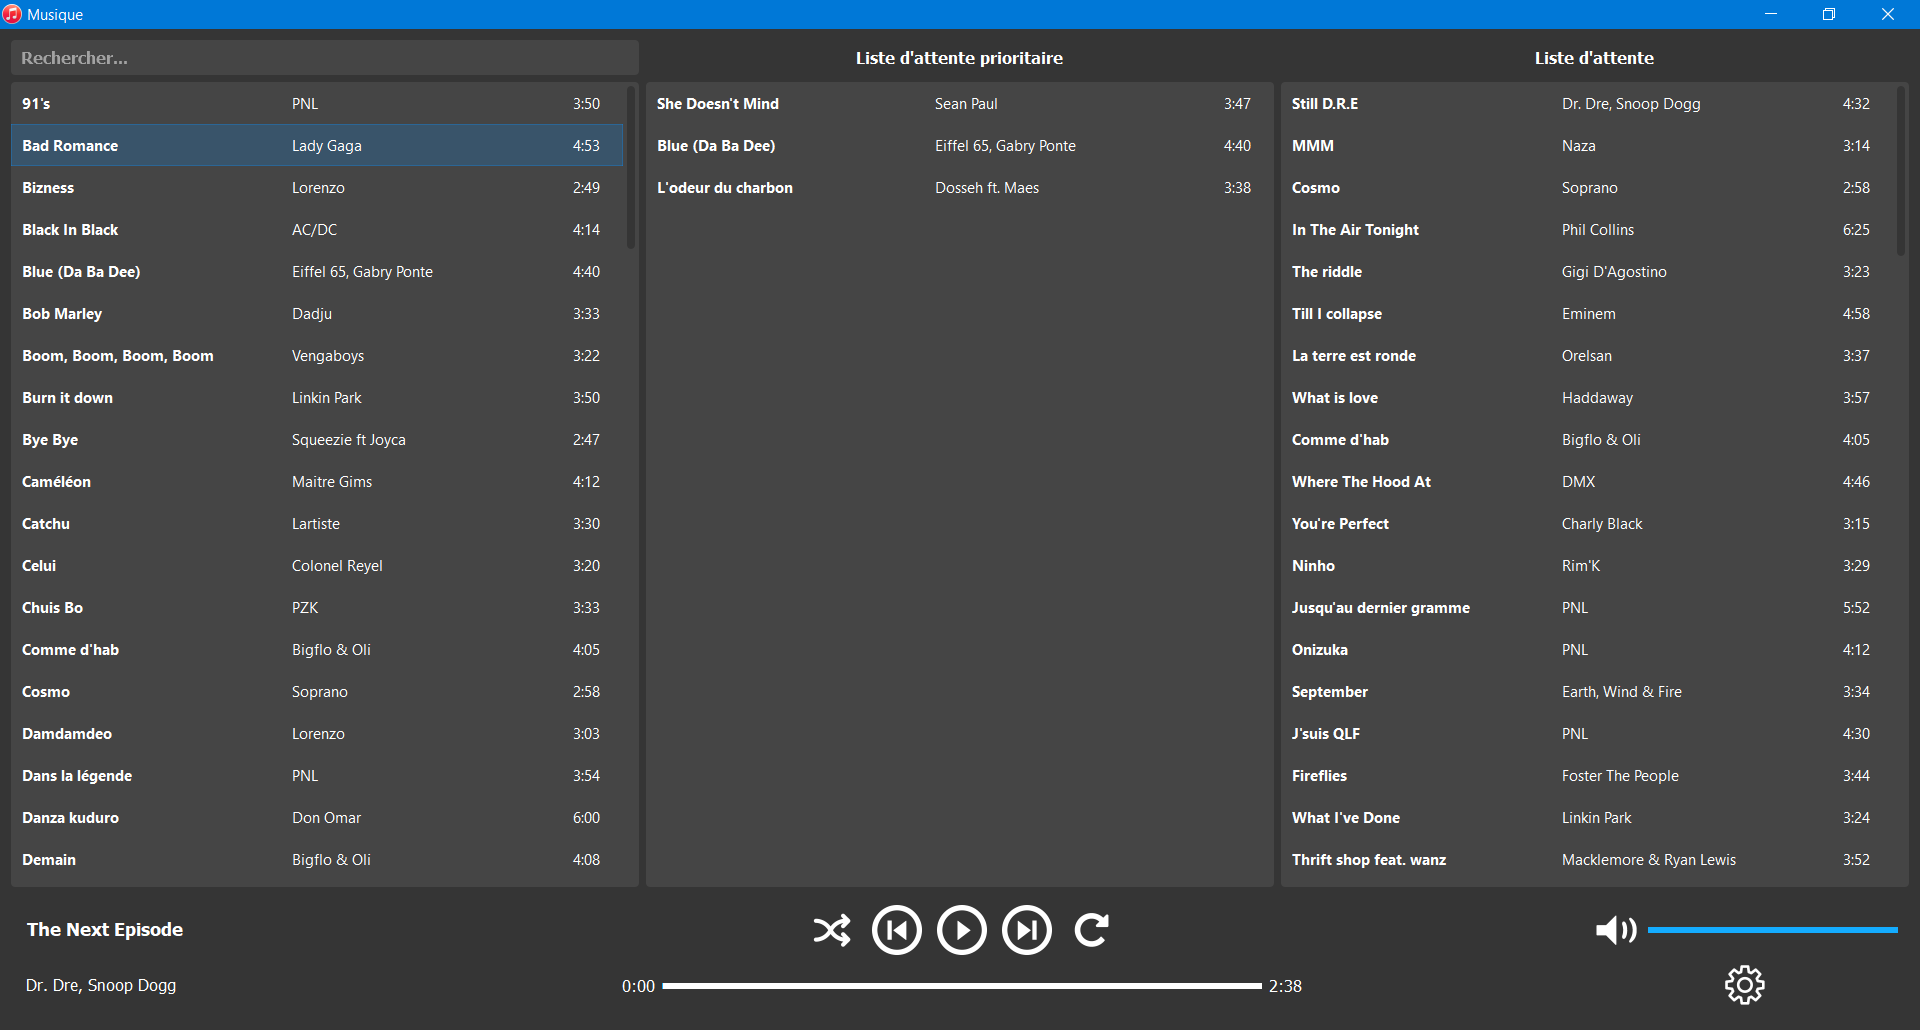 Musique
Rechercher...
91's PNL 3:50
Bad Romance Lady Gaga 4:53
Bizness Lorenzo 2:49
Black In Black AC/DC 4:14
Blue (Da Ba Dee) Eiffel 65, Gabry Ponte 4:40
Bob Marley Dadju 3:33
Boom, Boom, Boom, Boom Vengaboys 3:22
Burn it down Linkin Park 3:50
Bye Bye Squeezie ft Joyca 2:47
Caméléon Maitre Gims 4:12
Catchu Lartiste 3:30
Celui Colonel Reyel 3:20
Chuis Bo PZK 3:33
Comme d'hab Bigflo & Oli 4:05
Cosmo Soprano 2:58
Damdamdeo Lorenzo 3:03
Dans la légende PNL 3:54
Danza kuduro Don Omar 6:00
Demain Bigflo & Oli 4:08
Liste d'attente prioritaire
She Doesn't Mind Sean Paul 3:47
Blue (Da Ba Dee) Eiffel 65, Gabry Ponte 4:40
L'odeur du charbon Dosseh ft. Maes 3:38
Liste d'attente
Still D.R.E Dr. Dre, Snoop Dogg 4:32
MMM Naza 3:14
Cosmo Soprano 2:58
In The Air Tonight Phil Collins 6:25
The riddle Gigi D'Agostino 3:23
Till I collapse Eminem 4:58
La terre est ronde Orelsan 3:37
What is love Haddaway 3:57
Comme d'hab Bigflo & Oli 4:05
Where The Hood At DMX 4:46
You're Perfect Charly Black 3:15
Ninho Rim'K 3:29
Jusqu'au dernier gramme PNL 5:52
Onizuka PNL 4:12
September Earth, Wind & Fire 3:34
J'suis QLF PNL 4:30
Fireflies Foster The People 3:44
What I've Done Linkin Park 3:24
Thrift shop feat. wanz Macklemore & Ryan Lewis 3:52
The Next Episode
Dr. Dre, Snoop Dogg
0:00 2:38